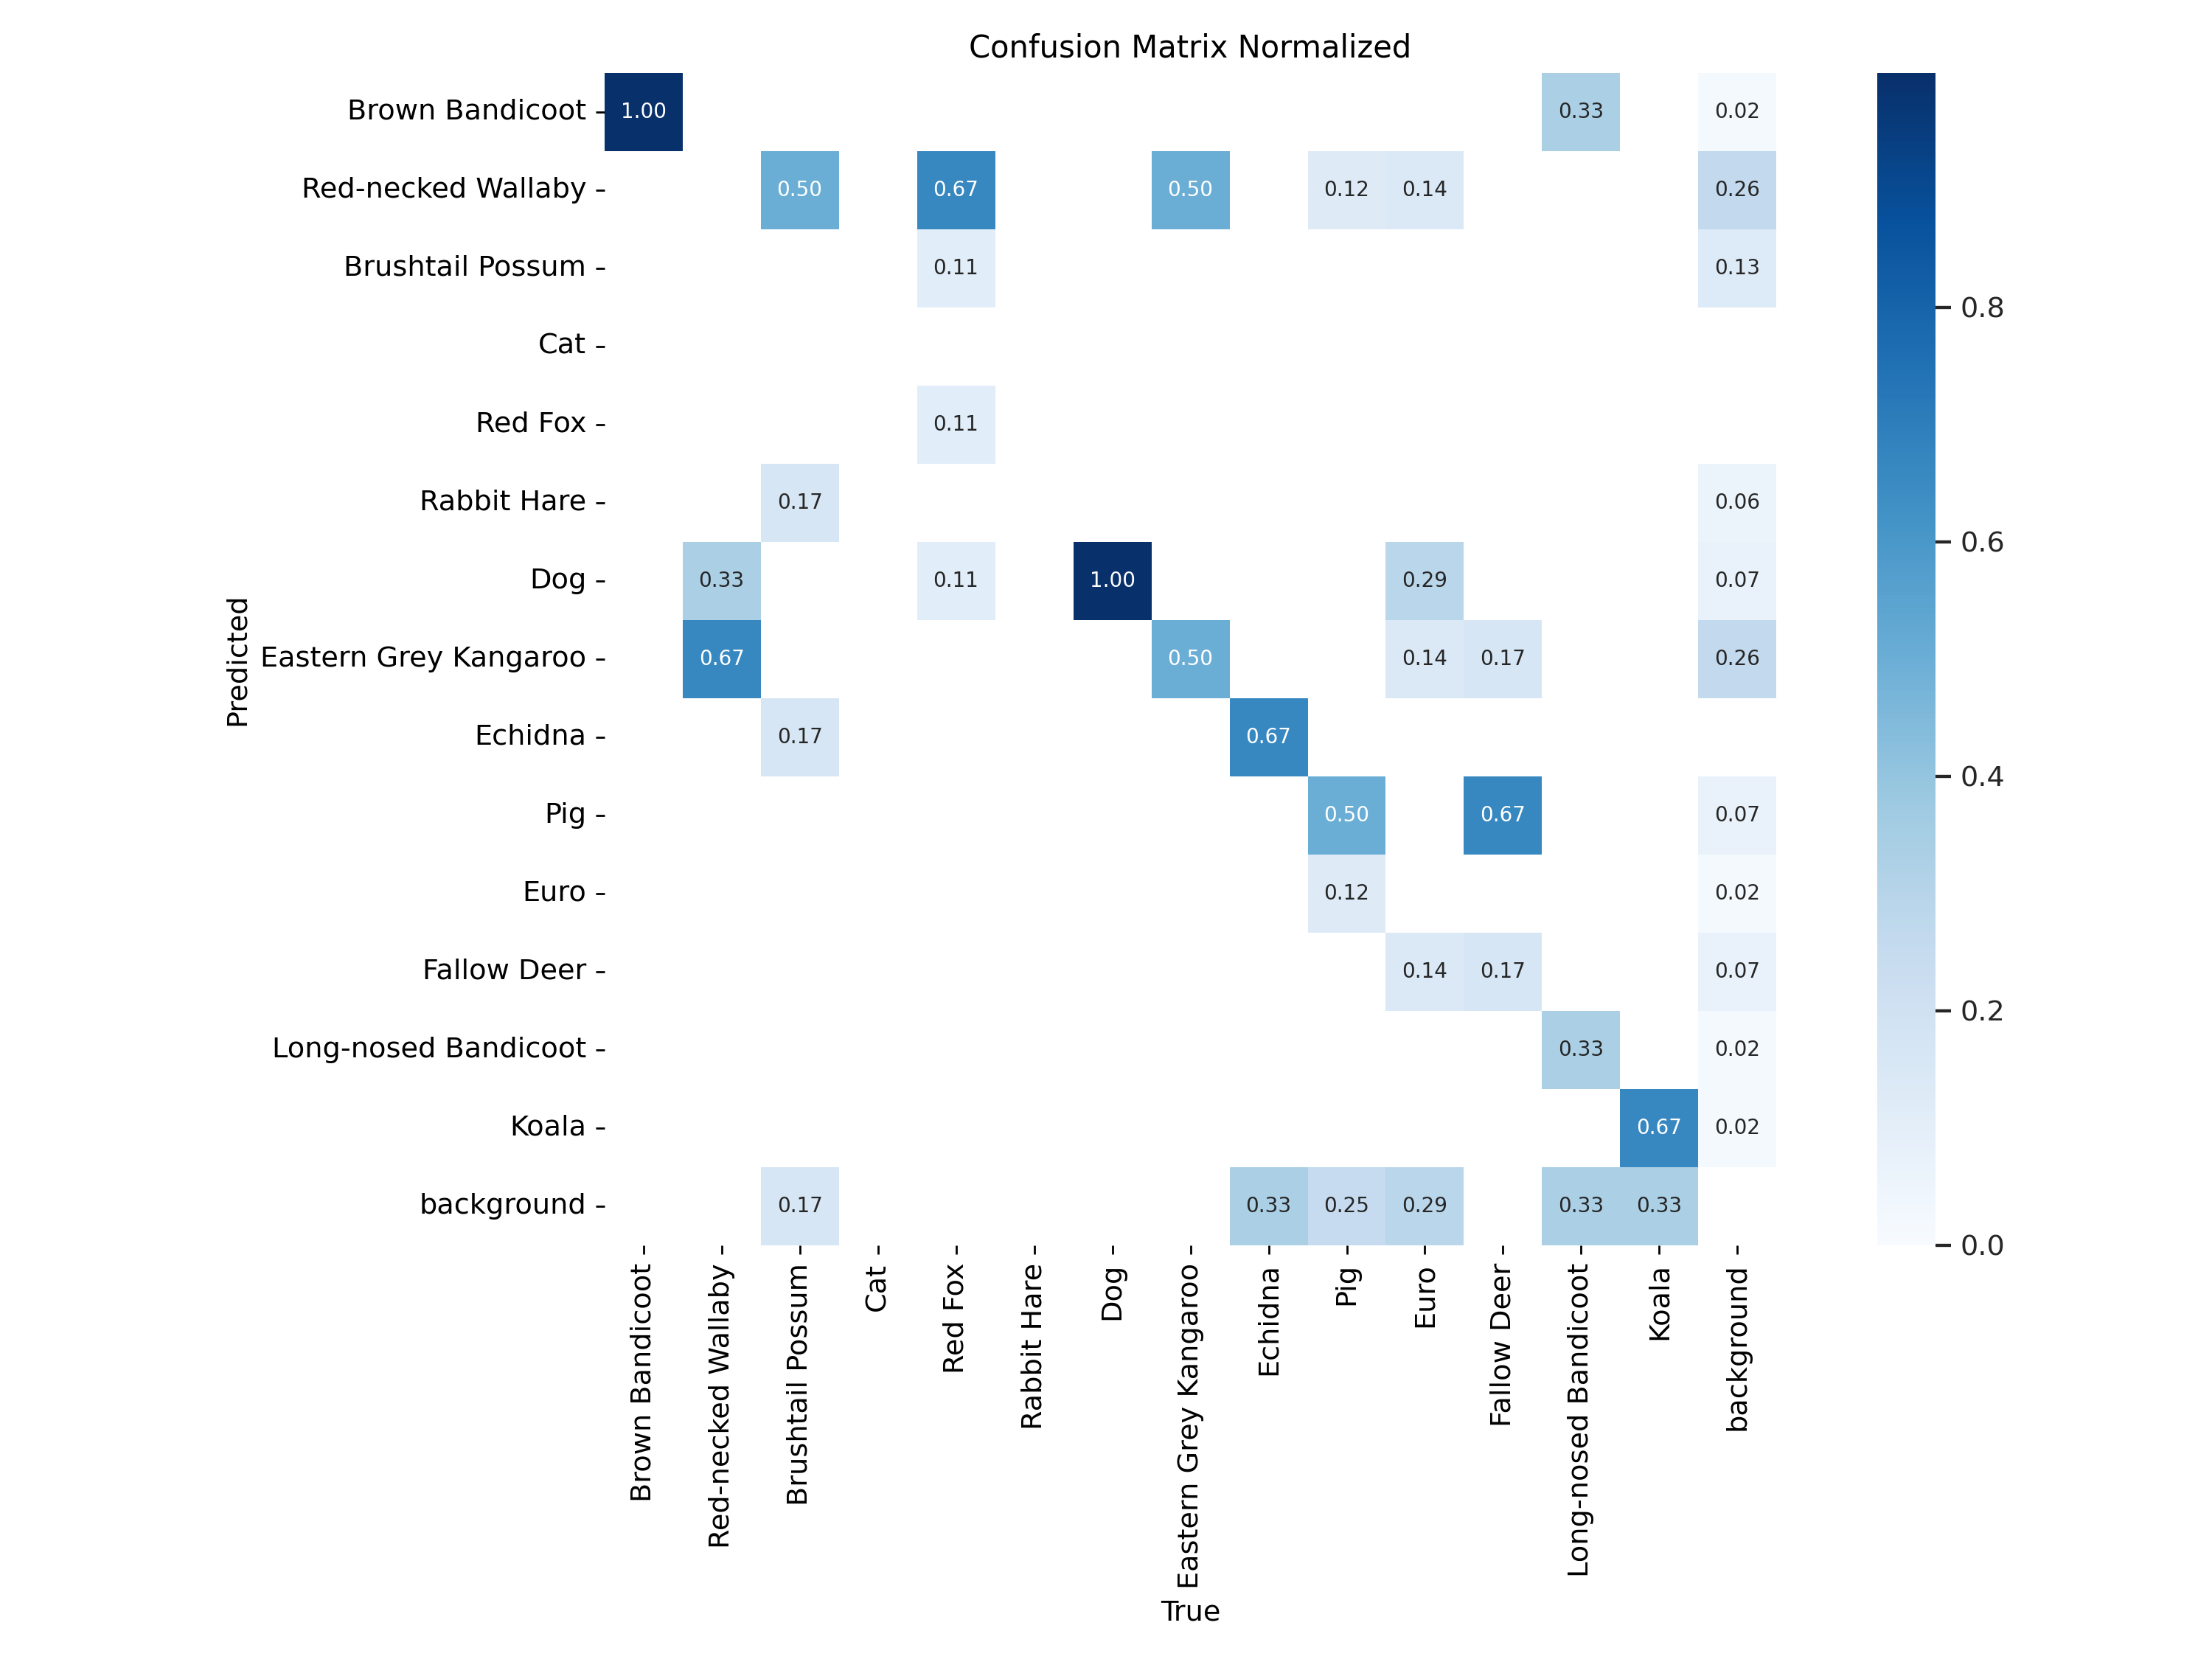 Confusion Matrix Normalized
Brown Bandicoot 1.00 0.33 0.02
Red-necked Wallaby 0.50 0.67 0.50 0.12 0.14 0.26
Brushtail Possum 0.11 0.13
Cat
Red Fox 0.11
Rabbit Hare 0.17 0.06
Dog 0.33 0.11 1.00 0.29 0.07
Eastern Grey Kangaroo 0.67 0.50 0.14 0.17 0.26
Echidna 0.17 0.67
Pig 0.50 0.67 0.07
Euro 0.12 0.02
Fallow Deer 0.14 0.17 0.07
Long-nosed Bandicoot 0.33 0.02
Koala 0.67 0.02
background 0.17 0.33 0.25 0.29 0.33 0.33
Predicted
Brown Bandicoot
Red-necked Wallaby
Brushtail Possum
Cat
Red Fox
Rabbit Hare
Dog
Eastern Grey Kangaroo
Echidna
Pig
Euro
Fallow Deer
Long-nosed Bandicoot
Koala
background
True
0.8
0.6
0.4
0.2
0.0